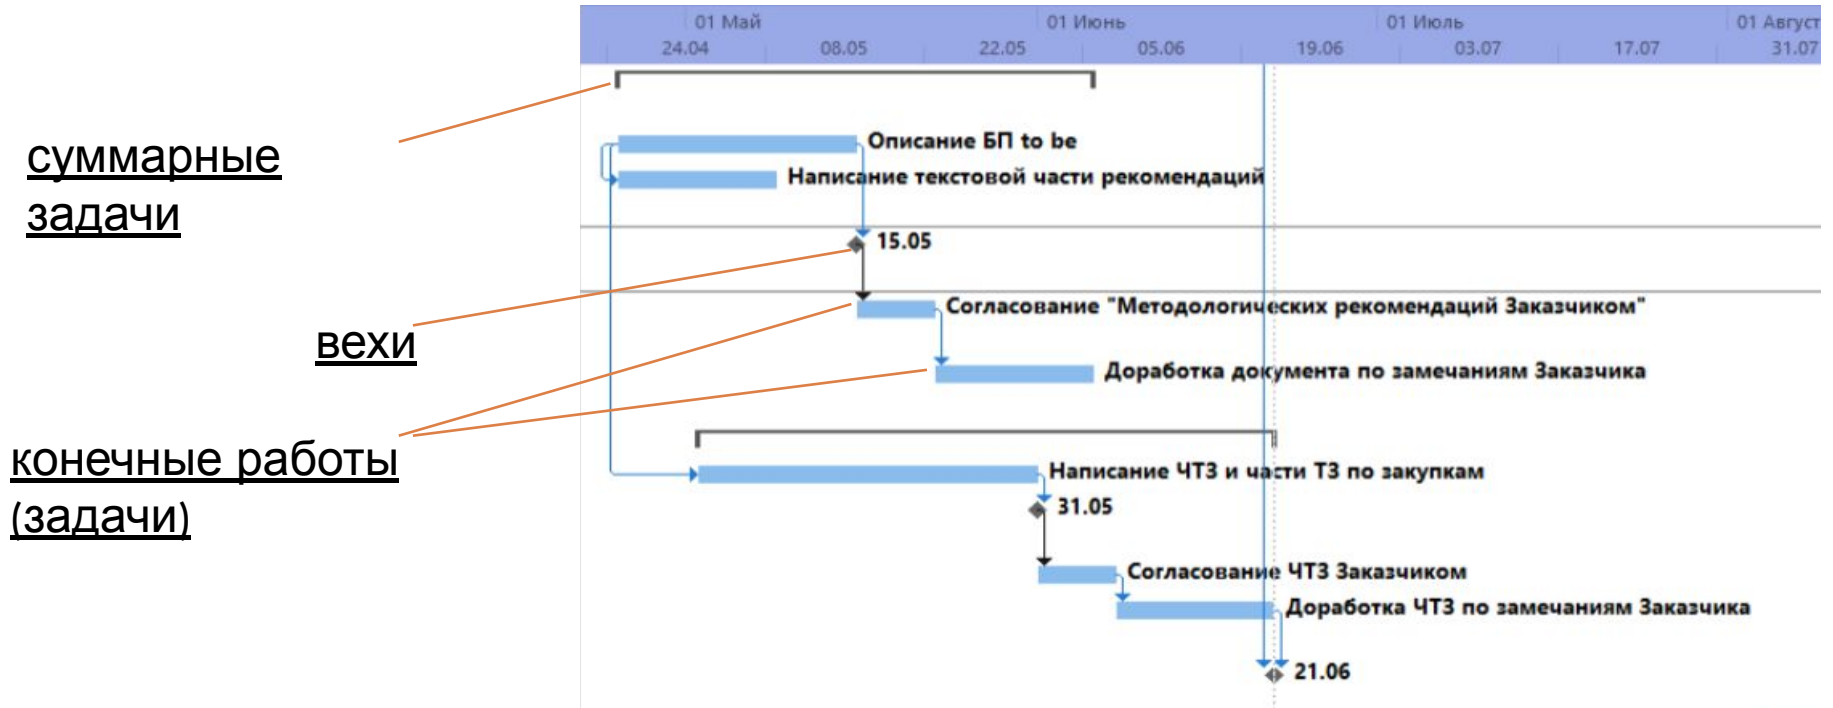 01 Май 01 Июнь 01 Июль 01 Август
24.04 08.05 22.05 05.06 19.06 03.07 17.07 31.07
суммарные
задачи
Описание БП to be
Написание текстовой части рекомендаций
15.05
вехи
Согласование "Методологических рекомендаций Заказчиком"
Доработка документа по замечаниям Заказчика
конечные работы
(задачи)
Написание ЧТЗ и части ТЗ по закупкам
31.05
Согласование ЧТЗ Заказчиком
Доработка ЧТЗ по замечаниям Заказчика
21.06